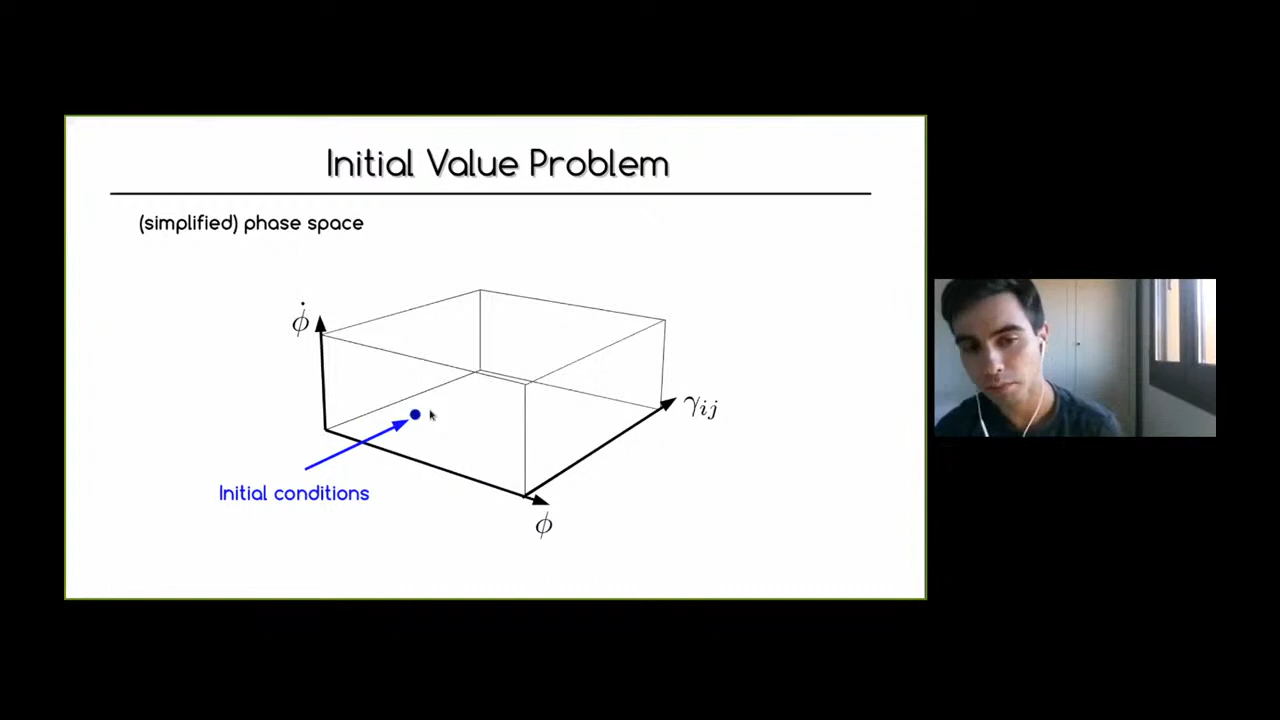 Initial Value Problem
(simplified) phase space
ϕ̇
γij
Initial conditions
ϕ